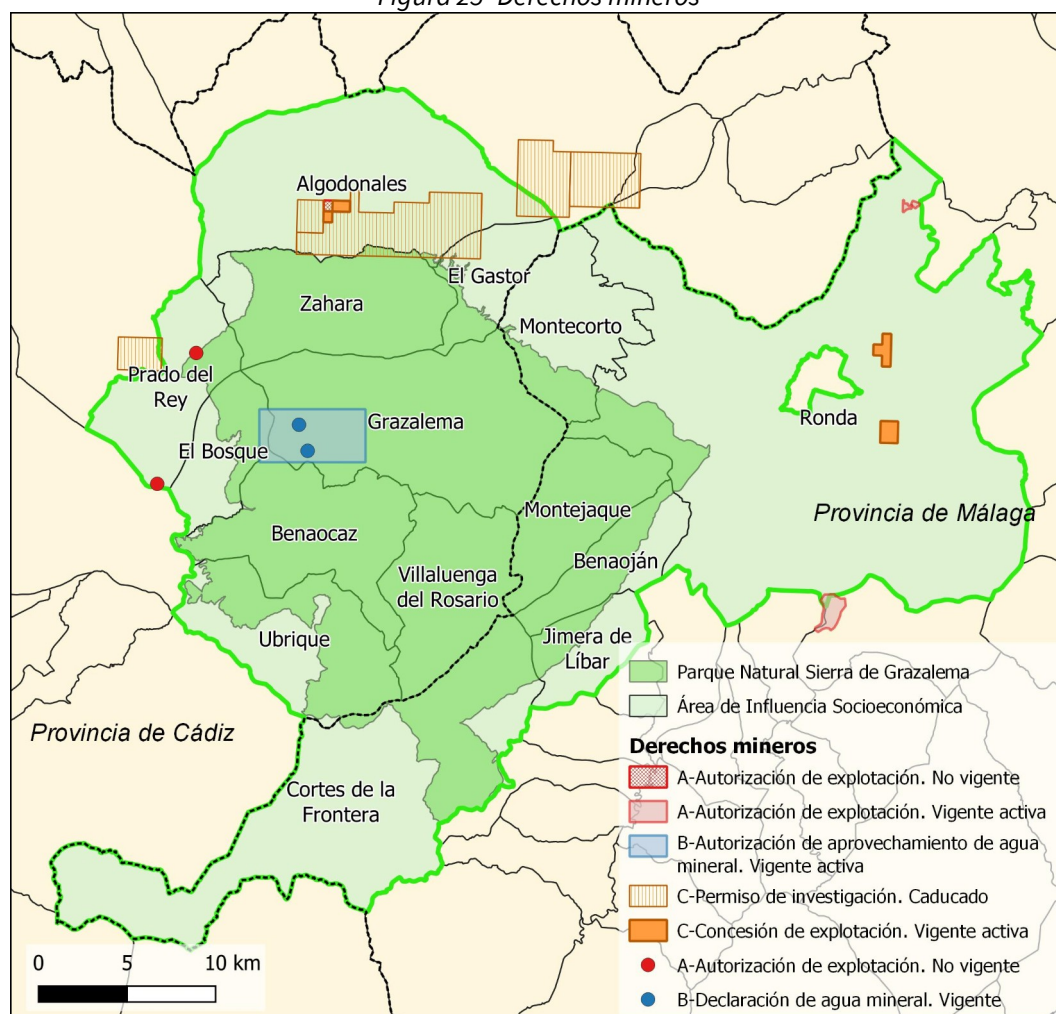 Figura 25- Derechos mineros
Algodonales
El Gastor
Zahara
Montecorto
Prado del
Rey
Grazalema
Ronda
El Bosque
Montejaque
Provincia de Málaga
Benaocaz
Benaoján
Villaluenga
del Rosario
Ubrique
Jimera de
Líbar
Provincia de Cádiz
Cortes de la
Frontera
Parque Natural Sierra de Grazalema
Área de Influencia Socioeconómica
Derechos mineros
A-Autorización de explotación. No vigente
A-Autorización de explotación. Vigente activa
B-Autorización de aprovechamiento de agua
mineral. Vigente activa
C-Permiso de investigación. Caducado
C-Concesión de explotación. Vigente activa
A-Autorización de explotación. No vigente
B-Declaración de agua mineral. Vigente
0 5 10 km